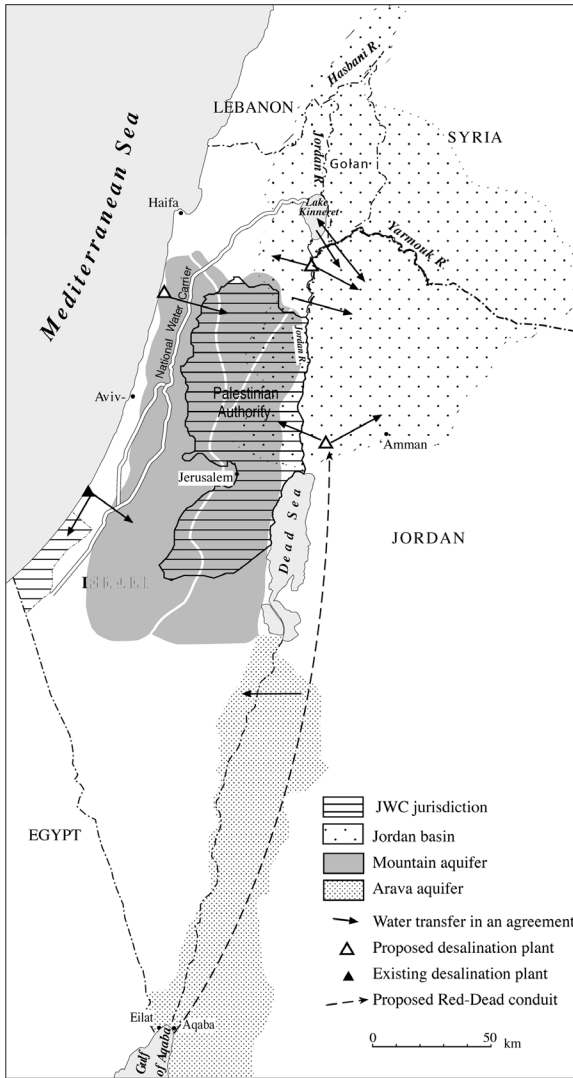 Hasbani R.
LEBANON
SYRIA
Jordan R.
Golan
Mediterranean Sea
Haifa
Lake
Kinneret
Yarmouk R.
National Water Carrier
Jordan R.
Aviv-
Palestinian
Authority
Amman
Jerusalem
Dead Sea
JORDAN
EGYPT
JWC jurisdiction
Jordan basin
Mountain aquifer
Arava aquifer
Water transfer in an agreement
Proposed desalination plant
Existing desalination plant
Proposed Red-Dead conduit
Eilat
Aqaba
Gulf
of Aqaba
0 50 km